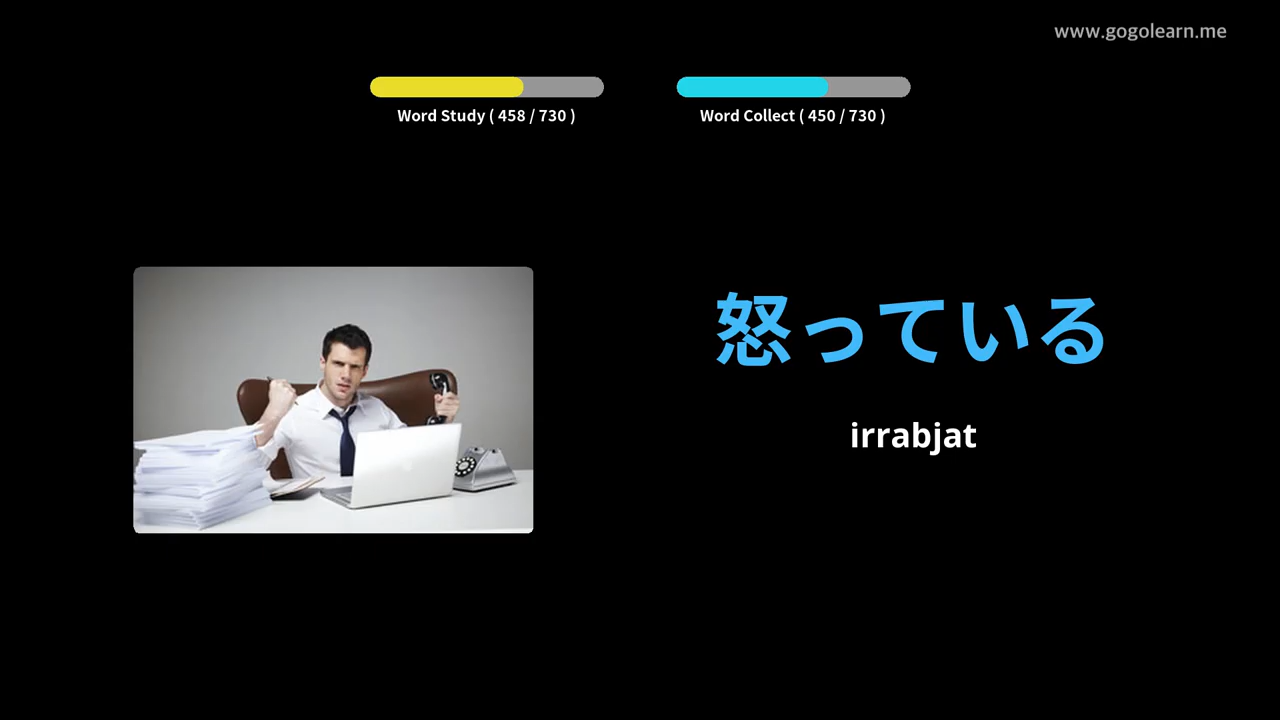 www.gogolearn.me
Word Study ( 458 / 730 )
Word Collect ( 450 / 730 )
怒っている
irrabjat